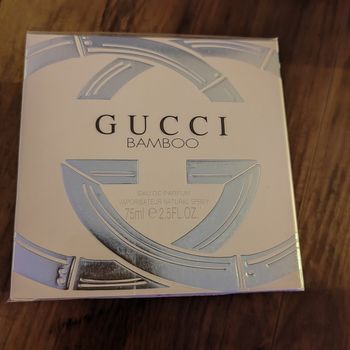 GUCCI
BAMBOO
EAU DE PARFUM
VAPORISATEUR NATURAL SPRAY
75ml ℮ 2.5FL.OZ.